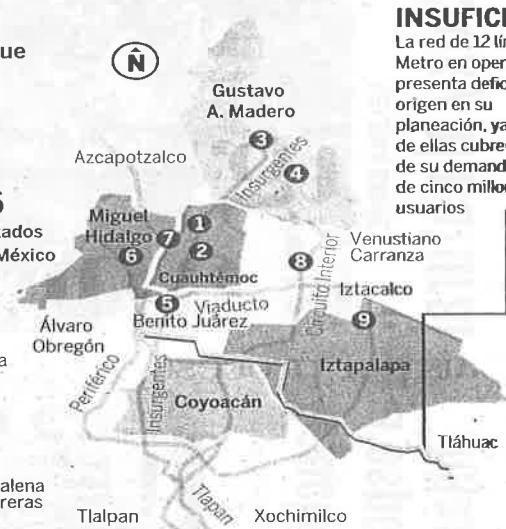 INSUFICI
La red de 12 lí
Metro en oper
presenta defic
origen en su
planeación, ya
de ellas cubre
de su demand
de cinco millo
usuarios
ue
N
Gustavo
A. Madero
3
Insurgentes
4
Azcapotzalco
ados
México
Miguel
Hidalgo
7
6
1
2
Cuauhtémoc
8
Venustiano
Carranza
Circuito Interior
Iztacalco
5
Viaducto
Benito Juárez
9
Álvaro
Obregón
a
Iztapalapa
Periférico
Insurgentes
Coyoacán
Tláhuac
alena
reras
Tlalpan
Tlapan
Xochimilco